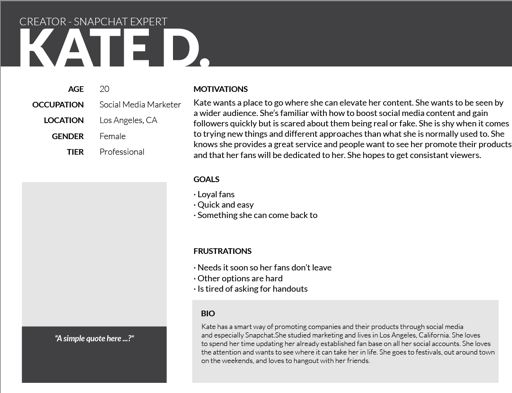 CREATOR - SNAPCHAT EXPERT
KATE D.
AGE 20
OCCUPATION Social Media Marketer
LOCATION Los Angeles, CA
GENDER Female
TIER Professional
"A simple quote here ...?"
MOTIVATIONS
Kate wants a place to go where she can elevate her content. She wants to be seen by
a wider audience. She's familiar with how to boost social media content and gain
followers quickly but is scared about them being real or fake. She is shy when it comes
to trying new things and different approaches than what she is normally used to. She
knows she provides a great service and people want to see her promote their products
and that her fans will be dedicated to her. She hopes to get consistant viewers.
GOALS
· Loyal fans
· Quick and easy
· Something she can come back to
FRUSTRATIONS
· Needs it soon so her fans don't leave
· Other options are hard
· Is tired of asking for handouts
BIO
Kate has a smart way of promoting companies and their products through social media
and especially Snapchat.She studied marketing and lives in Los Angeles, California. She loves
to spend her time updating her already established fan base on all her social accounts. She loves
the attention and wants to see where it can take her in life. She goes to festivals, out around town
on the weekends, and loves to hangout with her friends.